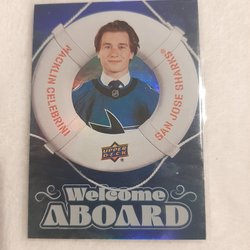 MACKLIN CELEBRINI
SAN JOSE SHARKS®
UPPER DECK
Welcome
ABOARD